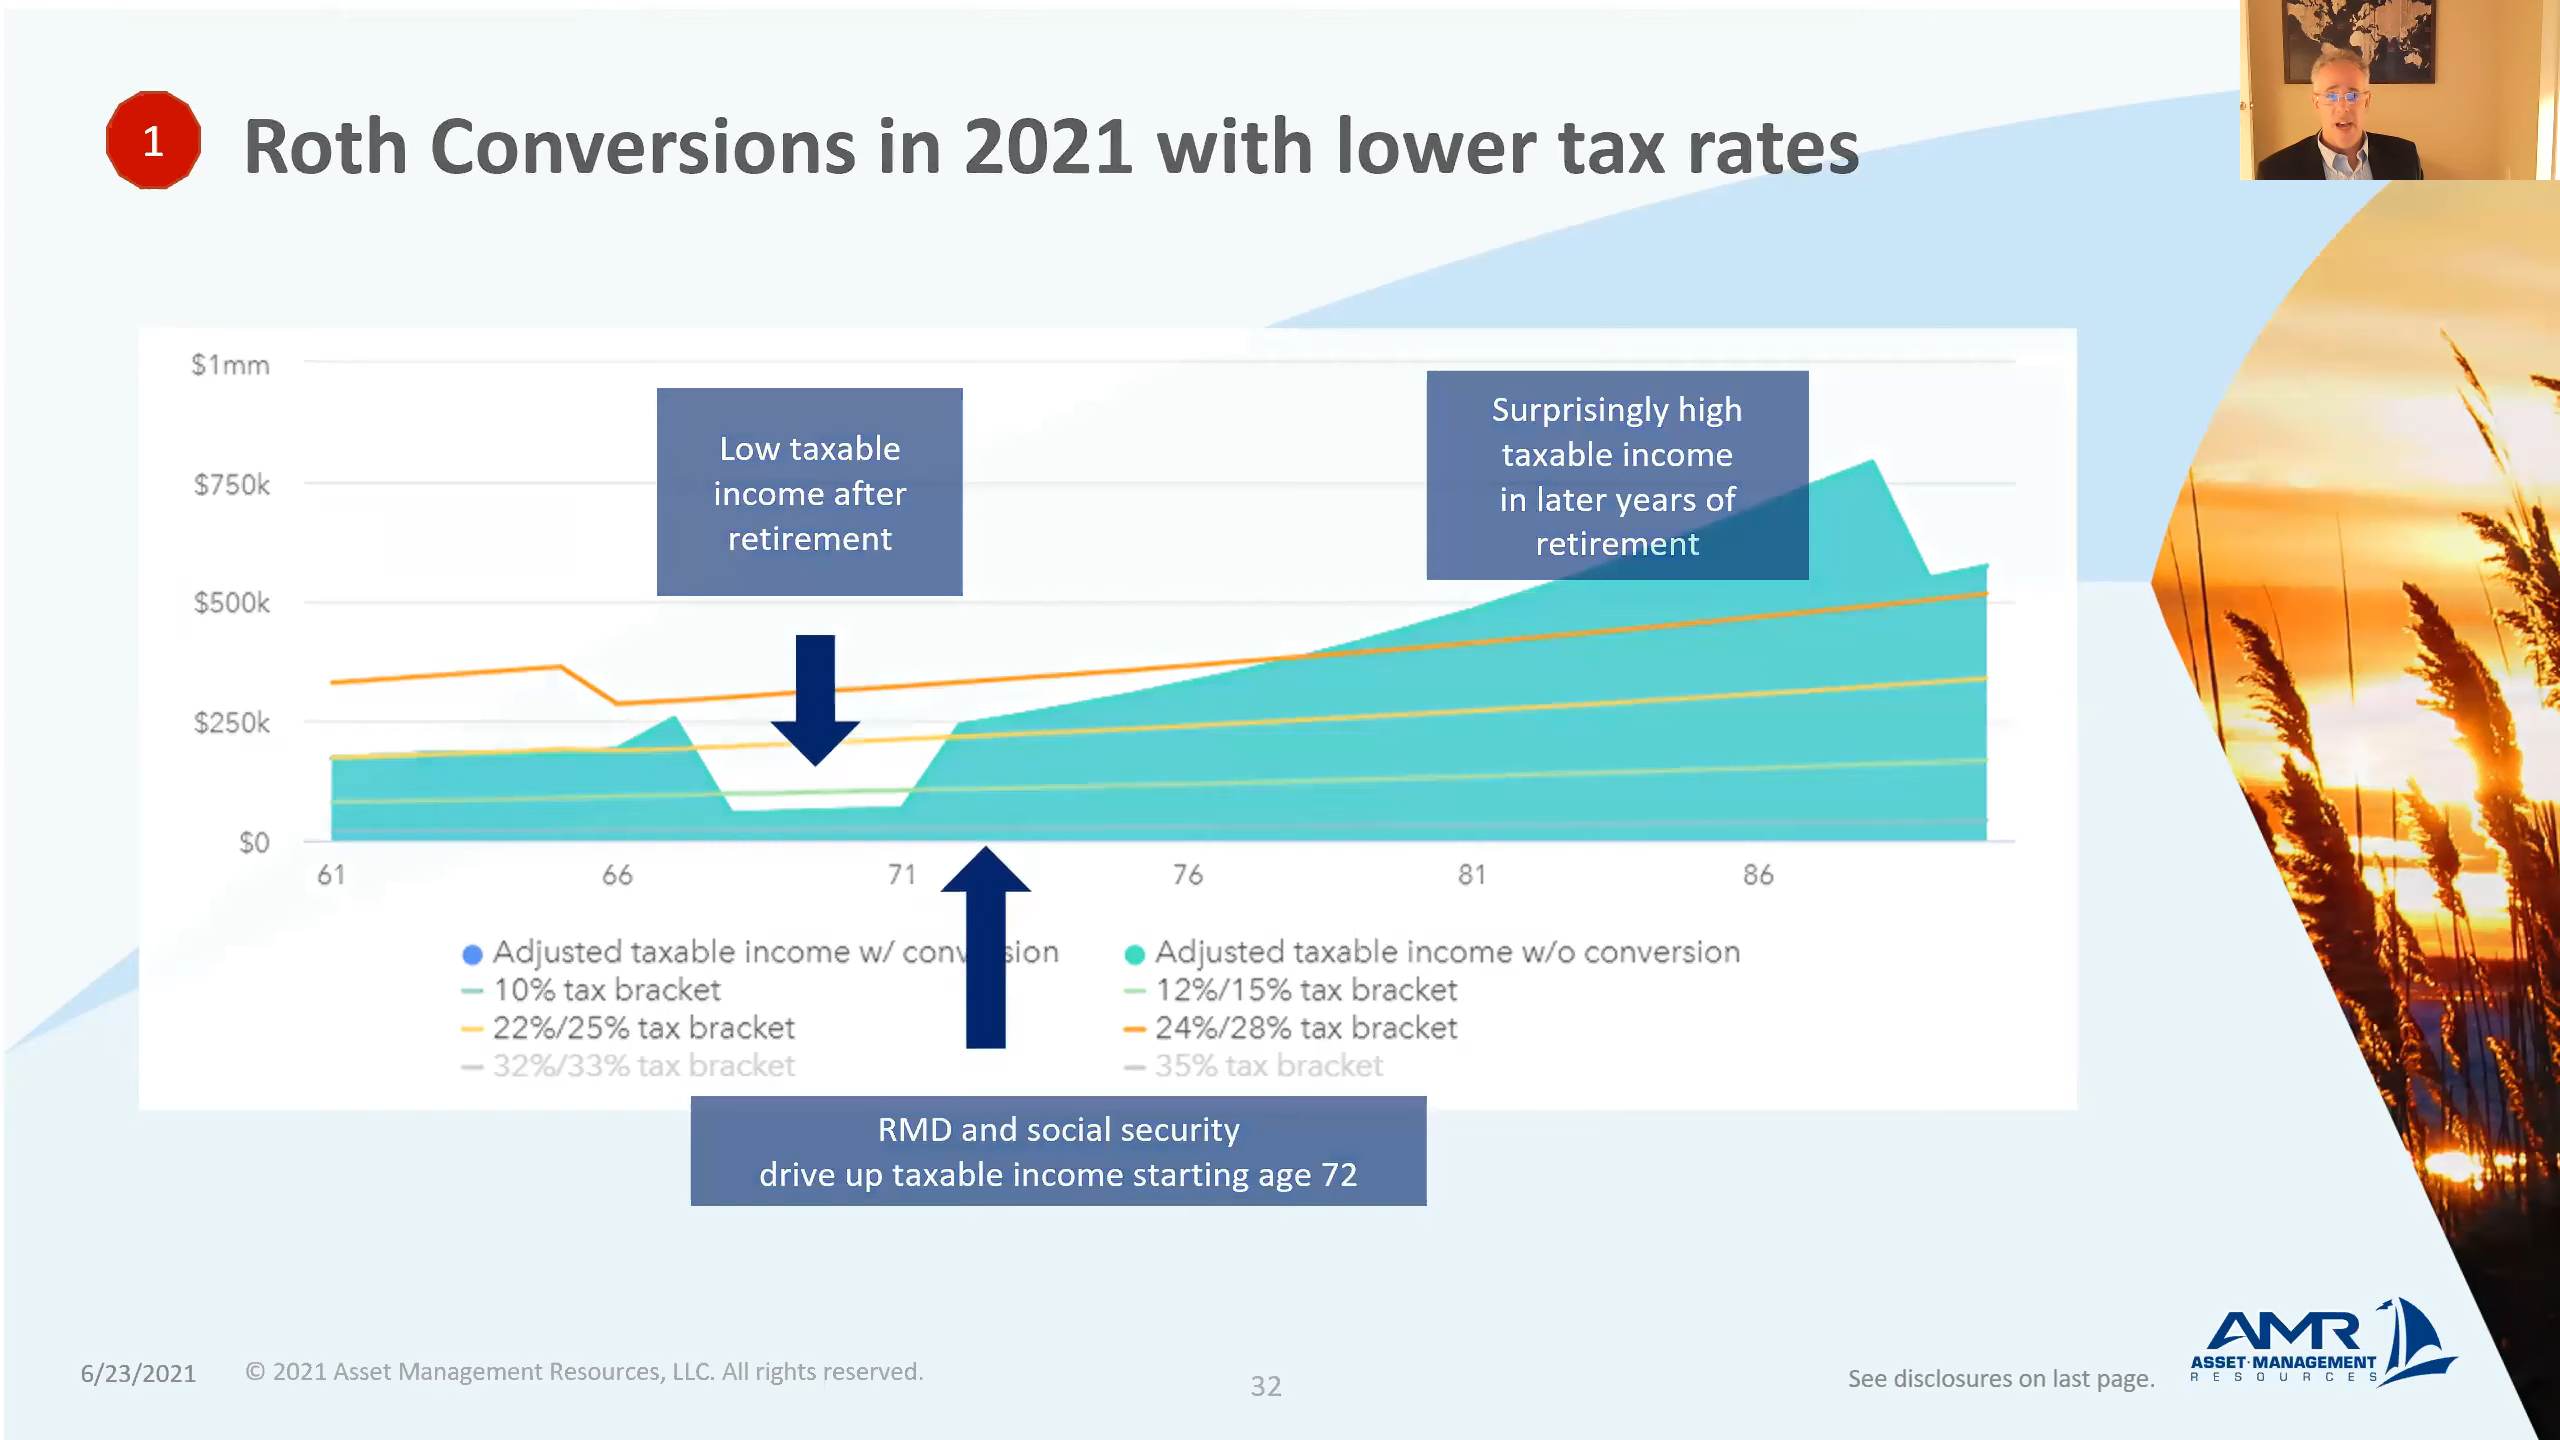 1
Roth Conversions in 2021 with lower tax rates
$1mm
$750k
$500k
$250k
$0
Low taxable
income after
retirement
Surprisingly high
taxable income
in later years of
retirement
61 66 71 76 81 86
Adjusted taxable income w/ conv sion
Adjusted taxable income w/o conversion
10% tax bracket
12%/15% tax bracket
22%/25% tax bracket
24%/28% tax bracket
32%/33% tax bracket
35% tax bracket
RMD and social security
drive up taxable income starting age 72
6/23/2021
© 2021 Asset Management Resources, LLC. All rights reserved.
32
See disclosures on last page.
AMR
ASSET·MANAGEMENT
RESOURCES